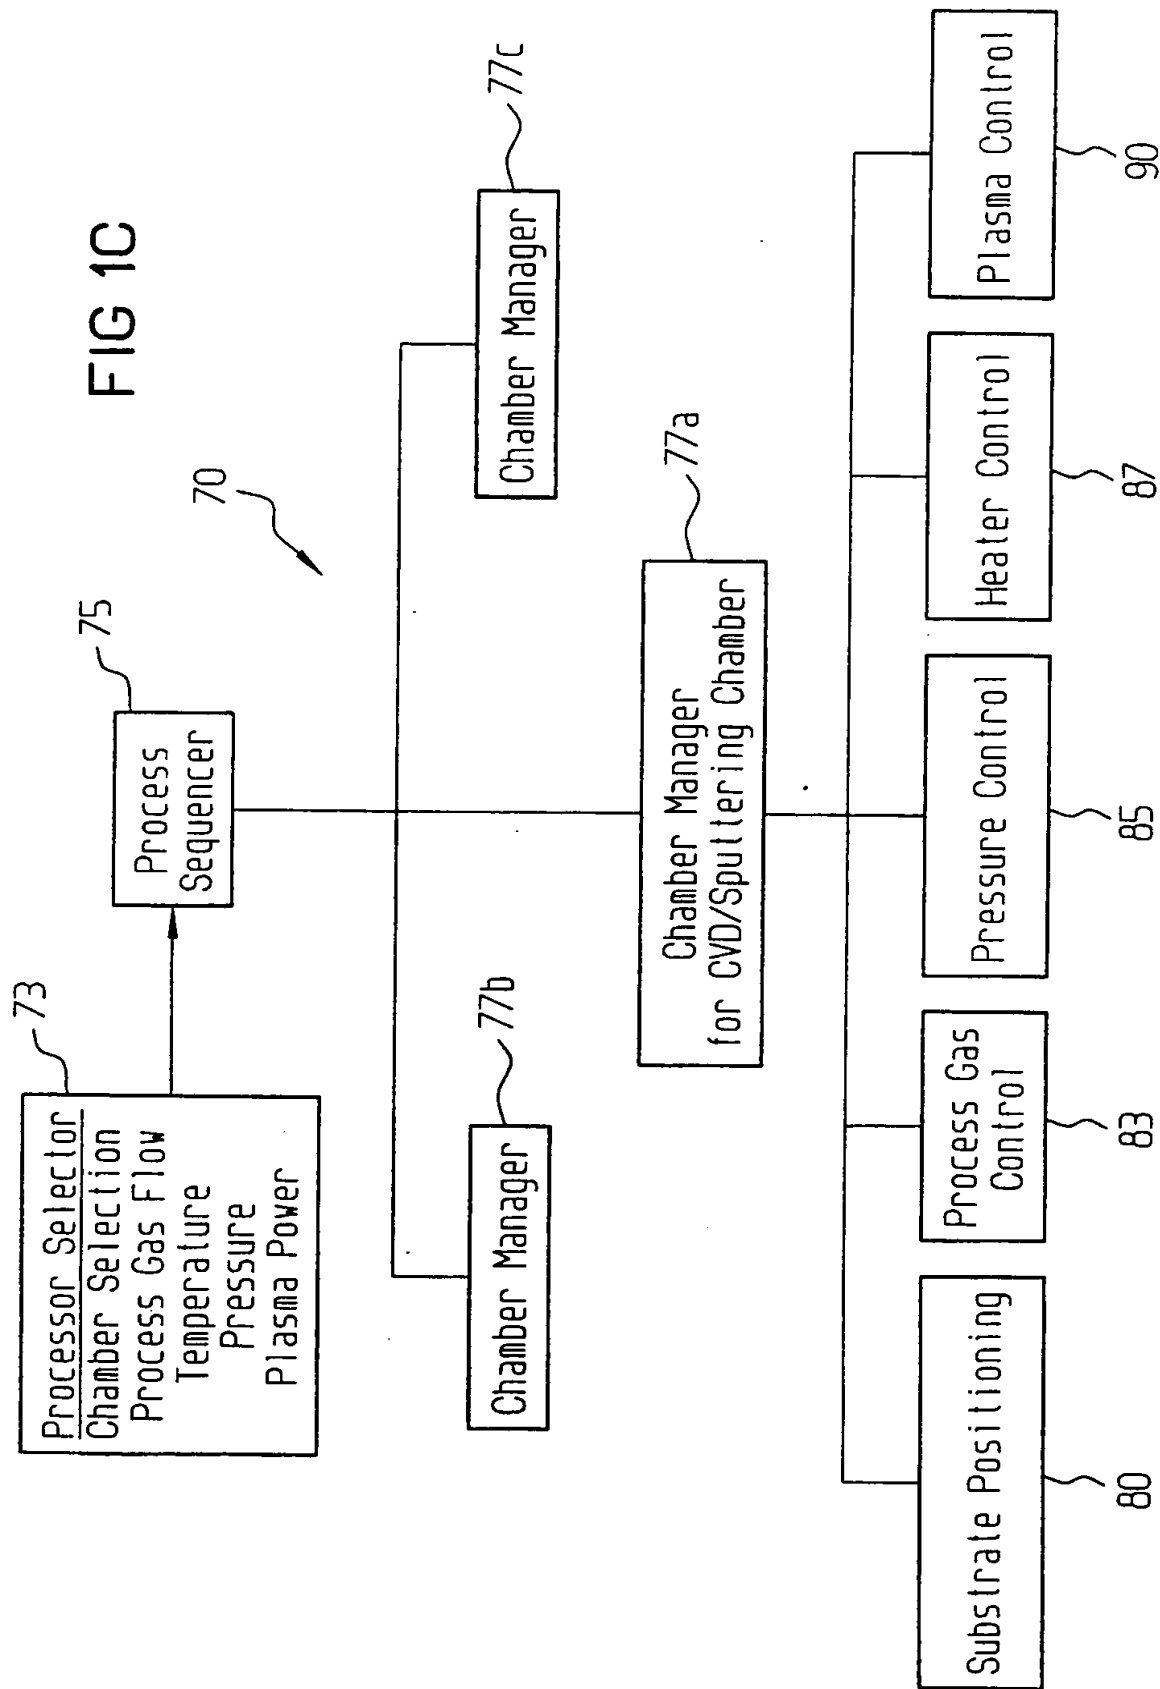 FIG 1C
70
73
Processor Selector
Chamber Selection
Process Gas Flow
Temperature
Pressure
Plasma Power
75
Process
Sequencer
77b
Chamber Manager
77c
Chamber Manager
77a
Chamber Manager
for CVD/Sputtering Chamber
Substrate Positioning
80
Process Gas
Control
83
Pressure Control
85
Heater Control
87
Plasma Control
90